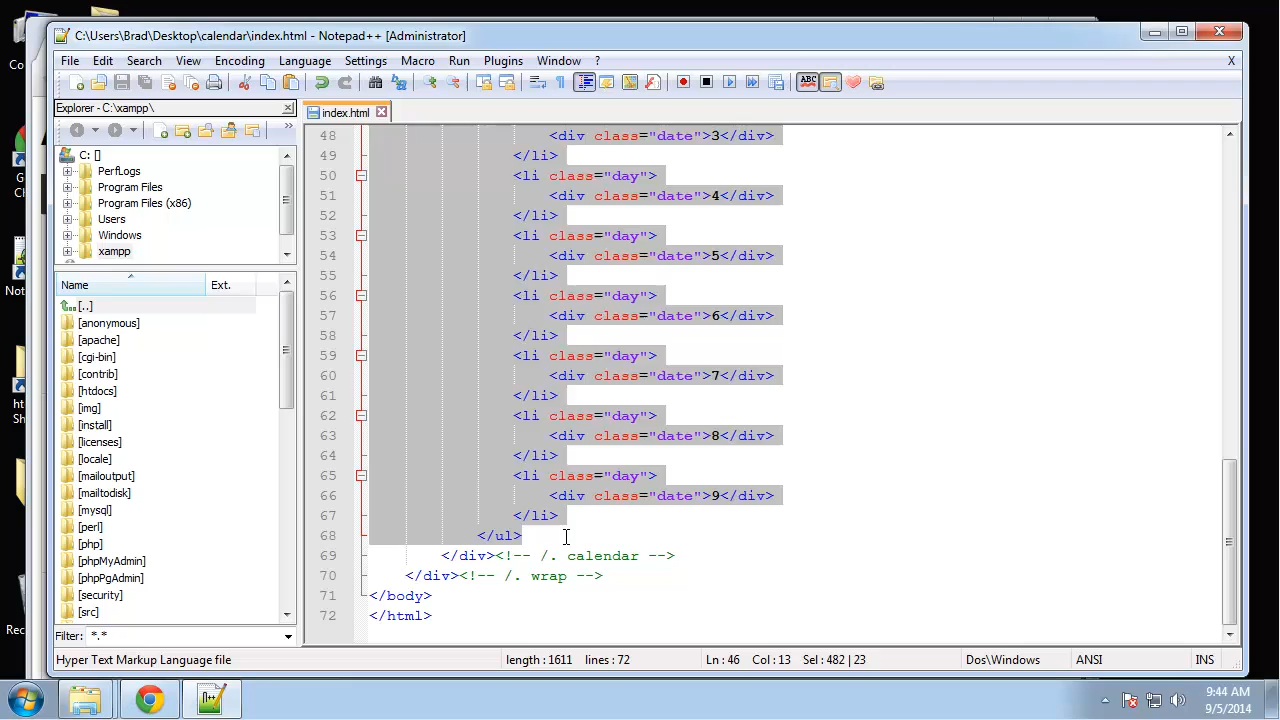 C:\Users\Brad\Desktop\calendar\index.html - Notepad++ [Administrator]
File Edit Search View Encoding Language Settings Macro Run Plugins Window ? X
ABC
Explorer - C:\xampp\
index.html
C: []
PerfLogs
Program Files
Program Files (x86)
Users
Windows
xampp
Name Ext.
[..]
[anonymous]
[apache]
[cgi-bin]
[contrib]
[htdocs]
[img]
[install]
[licenses]
[locale]
[mailoutput]
[mailtodisk]
[mysql]
[perl]
[php]
[phpMyAdmin]
[phpPgAdmin]
[security]
[src]
Filter: *.*
48 <div class="date">3</div>
49 </li>
50 <li class="day">
51 <div class="date">4</div>
52 </li>
53 <li class="day">
54 <div class="date">5</div>
55 </li>
56 <li class="day">
57 <div class="date">6</div>
58 </li>
59 <li class="day">
60 <div class="date">7</div>
61 </li>
62 <li class="day">
63 <div class="date">8</div>
64 </li>
65 <li class="day">
66 <div class="date">9</div>
67 </li>
68 </ul>
69 </div><!-- /. calendar -->
70 </div><!-- /. wrap -->
71 </body>
72 </html>
Hyper Text Markup Language file length : 1611 lines : 72 Ln : 46 Col : 13 Sel : 482 | 23 Dos\Windows ANSI INS
9:44 AM
9/5/2014